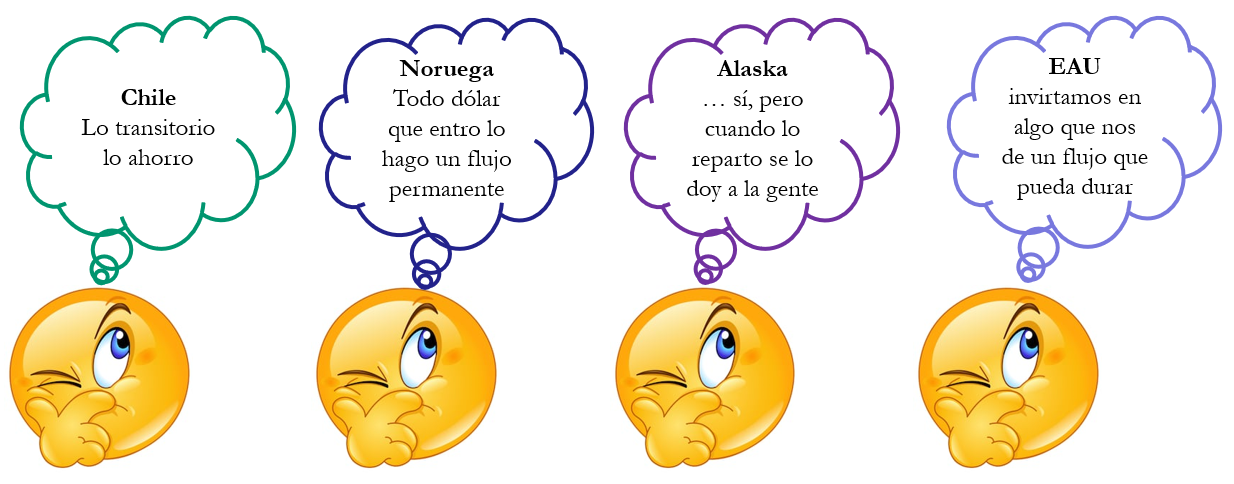 Chile
Lo transitorio
lo ahorro
Noruega
Todo dólar
que entro lo
hago un flujo
permanente
Alaska
… sí, pero
cuando lo
reparto se lo
doy a la gente
EAU
invirtamos en
algo que nos
de un flujo que
pueda durar